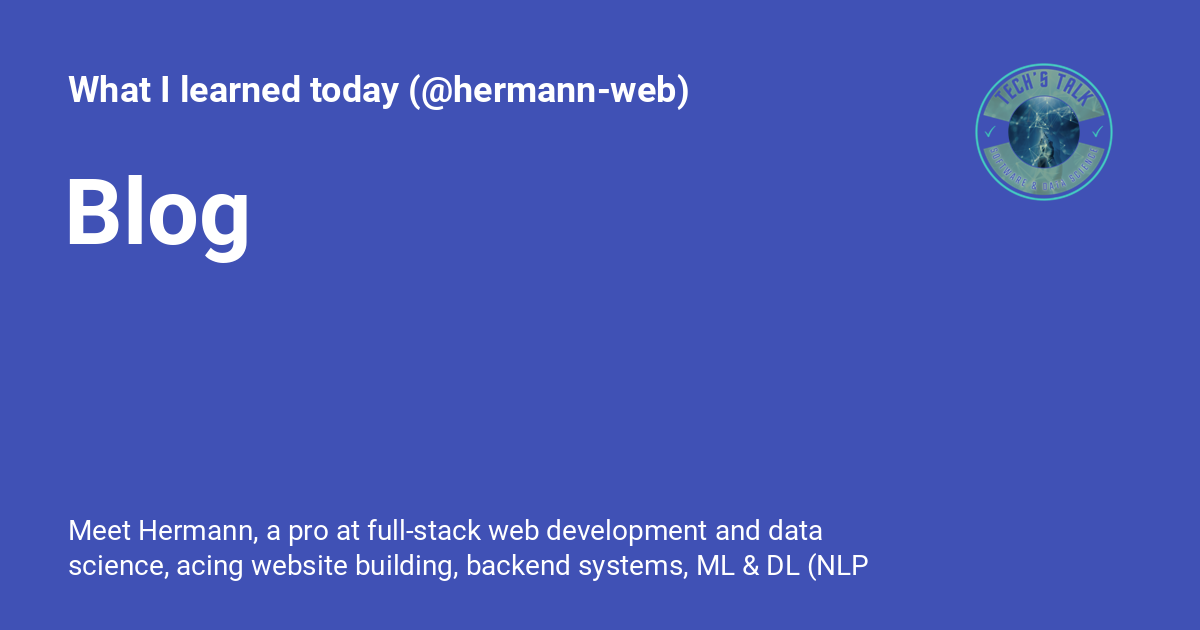 What I learned today (@hermann-web)
TECH'S TALK
Blog
SOFTWARE & DATA SCIENCE
Meet Hermann, a pro at full-stack web development and data
science, acing website building, backend systems, ML & DL (NLP